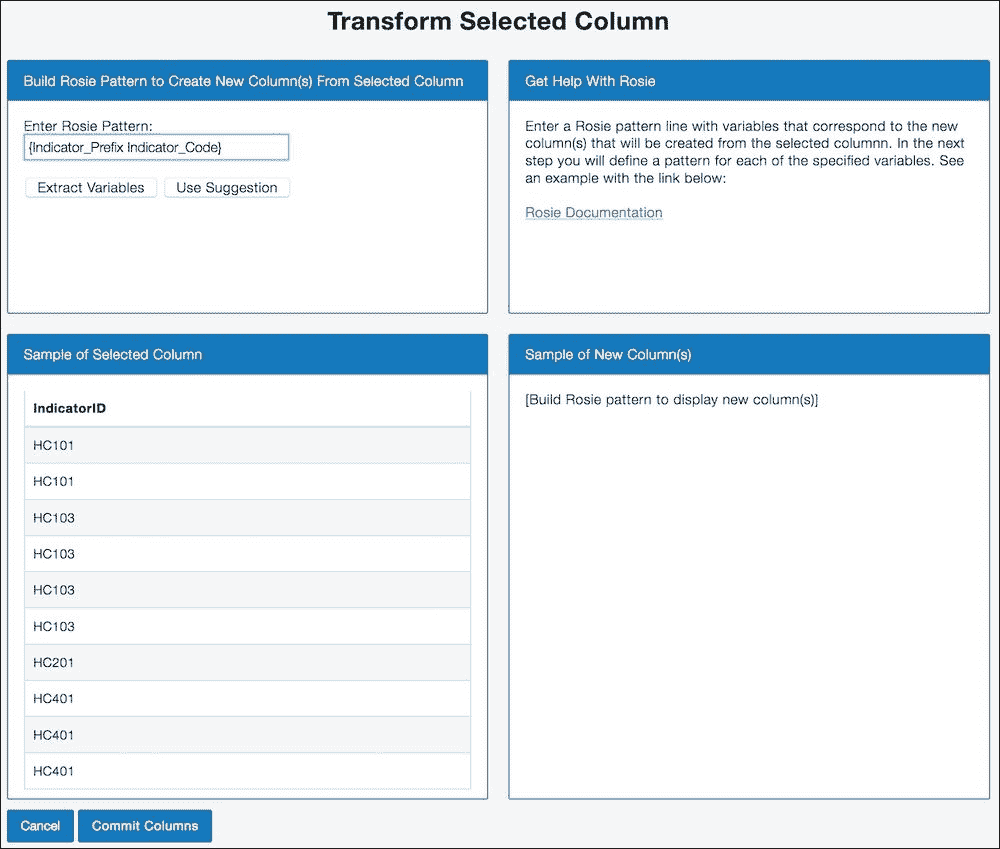 Transform Selected Column
Build Rosie Pattern to Create New Column(s) From Selected Column
Enter Rosie Pattern:
{Indicator_Prefix Indicator_Code}
Extract Variables
Use Suggestion
Get Help With Rosie
Enter a Rosie pattern line with variables that correspond to the new
column(s) that will be created from the selected columnn. In the next
step you will define a pattern for each of the specified variables. See
an example with the link below:
Rosie Documentation
Sample of Selected Column
IndicatorID
HC101
HC101
HC103
HC103
HC103
HC103
HC201
HC401
HC401
HC401
Sample of New Column(s)
[Build Rosie pattern to display new column(s)]
Cancel
Commit Columns